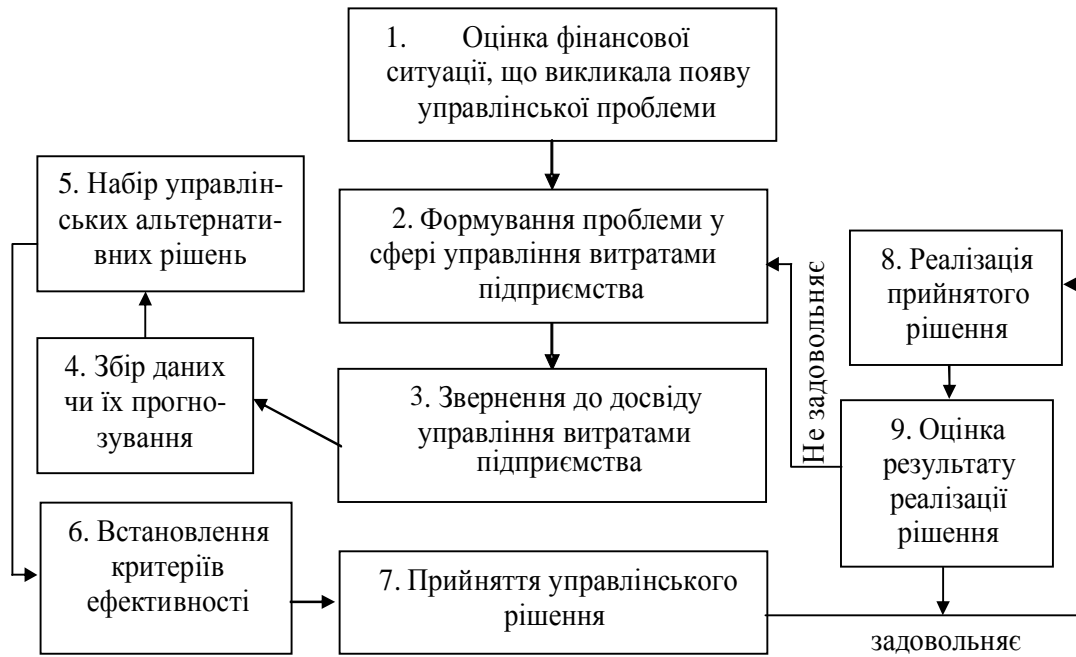 1. Оцінка фінансової
ситуації, що викликала появу
управлінської проблеми
2. Формування проблеми у
сфері управління витратами
підприємства
3. Звернення до досвіду
управління витратами
підприємства
4. Збір даних
чи їх прогно-
зування
5. Набір управлін-
ських альтернати-
вних рішень
6. Встановлення
критеріїв
ефективності
7. Прийняття управлінського
рішення
8. Реалізація
прийнятого
рішення
9. Оцінка
результату
реалізації
рішення
Не задовольняє
задовольняє